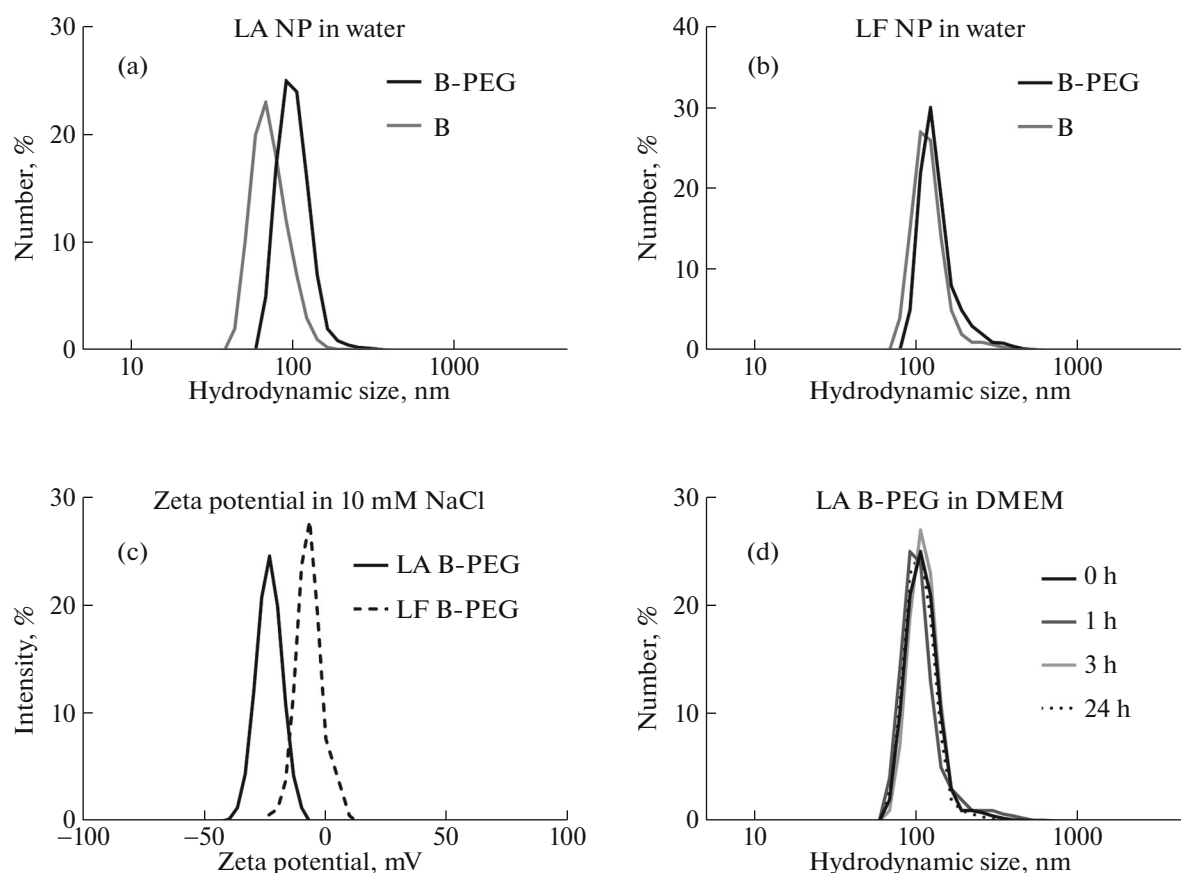 LA NP in water
(a)
B-PEG
B
Number, %
30
20
10
0
10 100 1000
Hydrodynamic size, nm
LF NP in water
(b)
B-PEG
B
Number, %
40
30
20
10
0
10 100 1000
Hydrodynamic size, nm
Zeta potential in 10 mM NaCl
(c)
LA B-PEG
LF B-PEG
Intensity, %
30
20
10
0
−100 −50 0 50 100
Zeta potential, mV
LA B-PEG in DMEM
(d)
0 h
1 h
3 h
24 h
Number, %
30
20
10
0
10 100 1000
Hydrodynamic size, nm